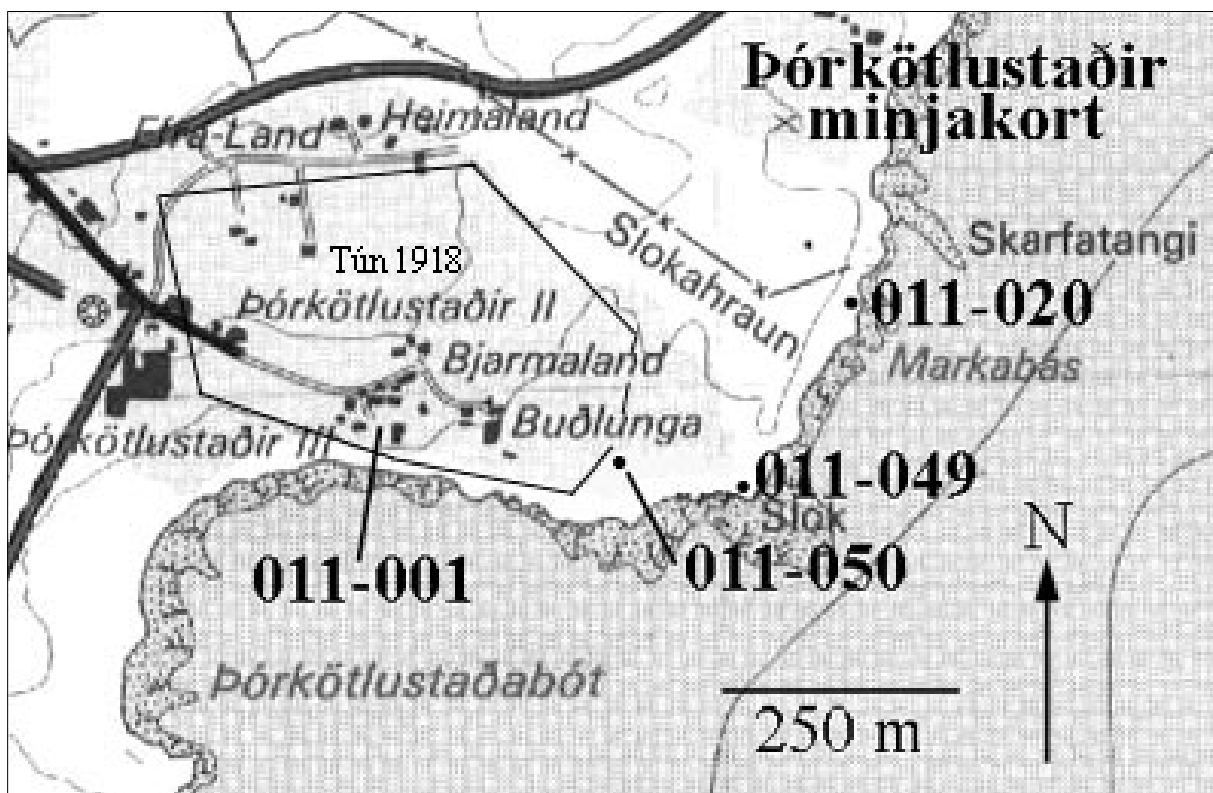 Þórkötlustaðir
minjakort
Efra-Land
Heimaland
Skarfatangi
Slokahraun
Tún 1918
Þórkötlustaðir II
011-020
Bjarmaland
Markabás
Buðlunga
Þórkötlustaðir III
011-049
Slok
N
011-001
011-050
Þórkötlustaðabót
250 m